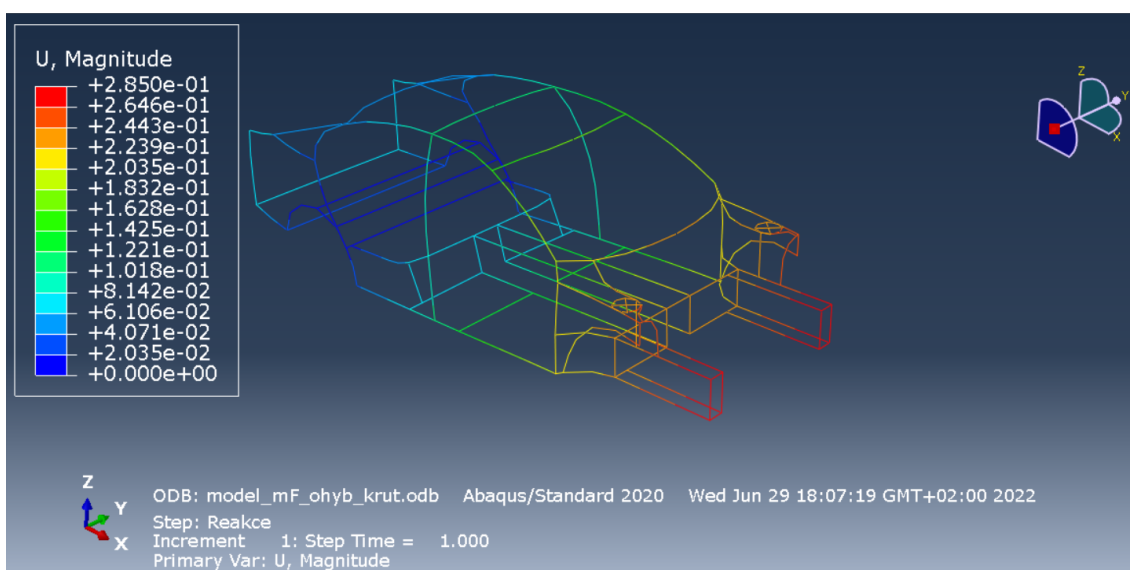 U, Magnitude
+2.850e-01
+2.646e-01
+2.443e-01
+2.239e-01
+2.035e-01
+1.832e-01
+1.628e-01
+1.425e-01
+1.221e-01
+1.018e-01
+8.142e-02
+6.106e-02
+4.071e-02
+2.035e-02
+0.000e+00
Z
Y
X
Z
Y
X
ODB: model_mF_ohyb_krut.odb Abaqus/Standard 2020 Wed Jun 29 18:07:19 GMT+02:00 2022
Step: Reakce
Increment 1: Step Time = 1.000
Primary Var: U, Magnitude